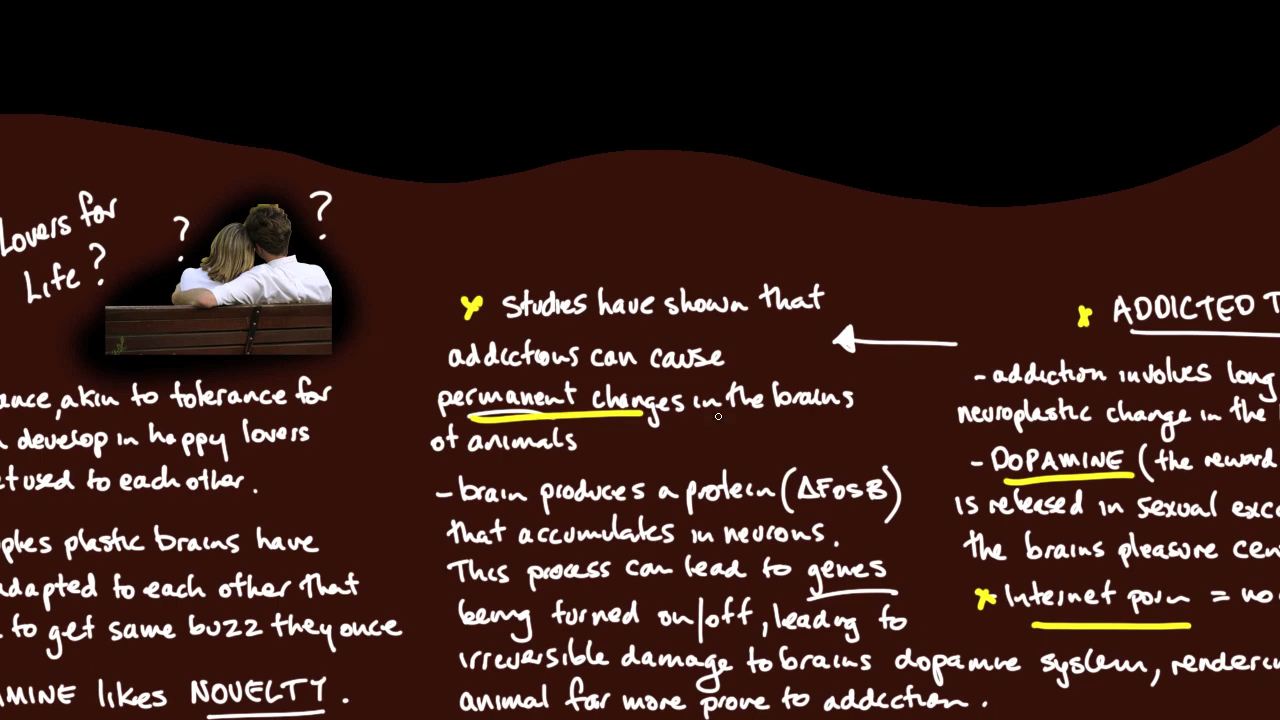 Lovers for
Life?
? ?
ance, akin to tolerance for
develop in happy lovers
et used to each other.
ples plastic brains have
adapted to each other that
to get same buzz they once
AMINE likes NOVELTY.
Studies have shown that
addictions can cause
permanent changes in the brains
of animals
- brain produces a protein (ΔFosB)
that accumulates in neurons.
This process can lead to genes
being turned on/off, leading to
irreversible damage to brains dopamine system, renderin
animal far more prone to addiction.
ADDICTED T
- addiction involves long
neuroplastic change in the
- DOPAMINE (the reward
is released in sexual exc
the brains pleasure cen
Internet porn = no